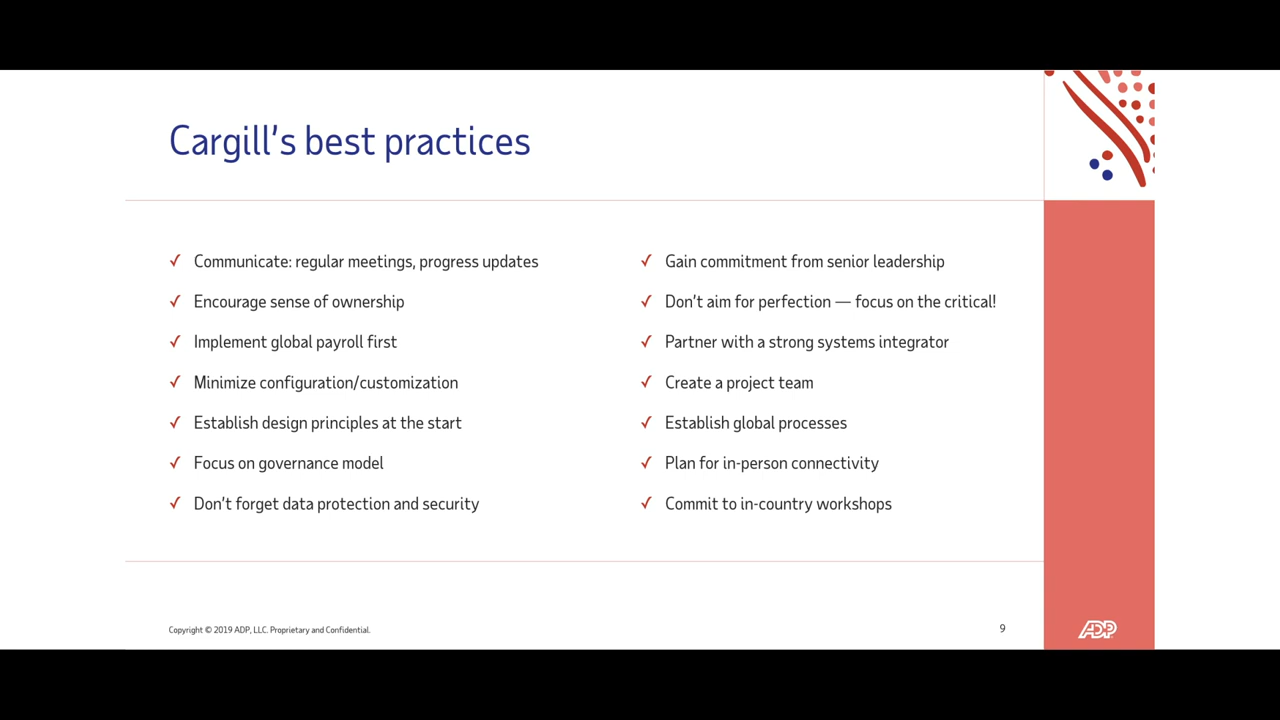 Cargill's best practices
✓ Communicate: regular meetings, progress updates
✓ Encourage sense of ownership
✓ Implement global payroll first
✓ Minimize configuration/customization
✓ Establish design principles at the start
✓ Focus on governance model
✓ Don't forget data protection and security
✓ Gain commitment from senior leadership
✓ Don't aim for perfection — focus on the critical!
✓ Partner with a strong systems integrator
✓ Create a project team
✓ Establish global processes
✓ Plan for in-person connectivity
✓ Commit to in-country workshops
Copyright © 2019 ADP, LLC. Proprietary and Confidential.
9
ADP